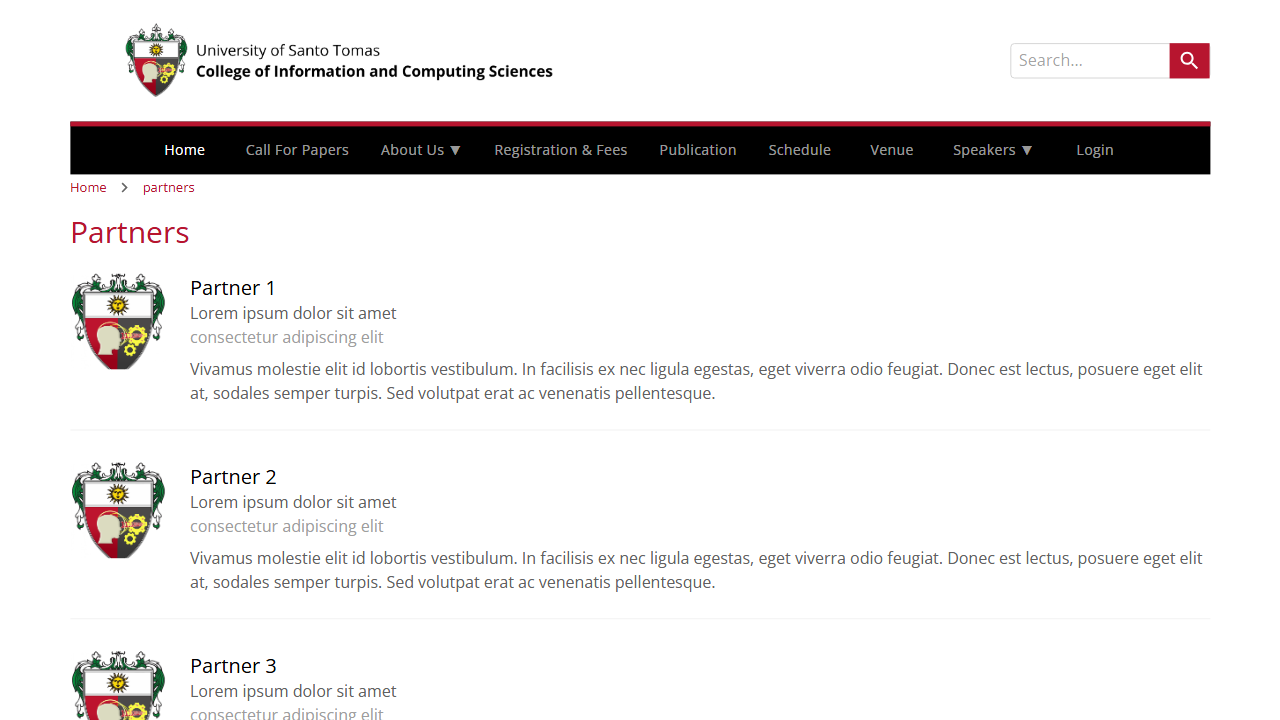 University of Santo Tomas
College of Information and Computing Sciences
Search...
Home Call For Papers About Us ▼ Registration & Fees Publication Schedule Venue Speakers ▼ Login
Home > partners
Partners
Partner 1
Lorem ipsum dolor sit amet
consectetur adipiscing elit
Vivamus molestie elit id lobortis vestibulum. In facilisis ex nec ligula egestas, eget viverra odio feugiat. Donec est lectus, posuere eget elit
at, sodales semper turpis. Sed volutpat erat ac venenatis pellentesque.
Partner 2
Lorem ipsum dolor sit amet
consectetur adipiscing elit
Vivamus molestie elit id lobortis vestibulum. In facilisis ex nec ligula egestas, eget viverra odio feugiat. Donec est lectus, posuere eget elit
at, sodales semper turpis. Sed volutpat erat ac venenatis pellentesque.
Partner 3
Lorem ipsum dolor sit amet
consectetur adipiscing elit